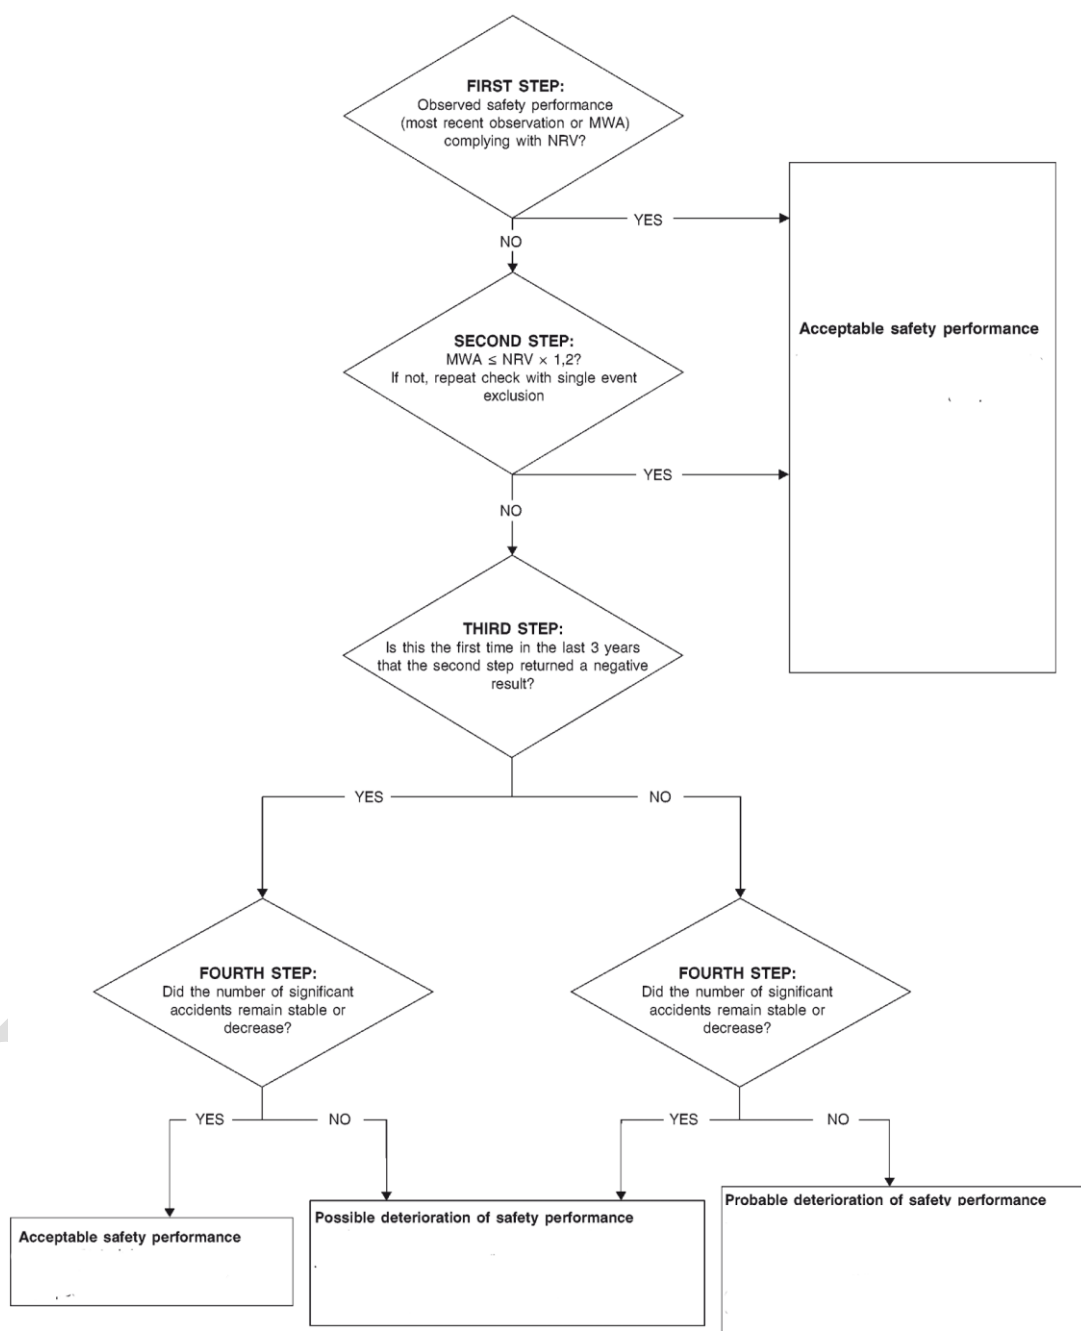 FIRST STEP:
Observed safety performance
(most recent observation or MWA)
complying with NRV?
YES
NO
Acceptable safety performance
SECOND STEP:
MWA ≤ NRV × 1,2?
If not, repeat check with single event
exclusion
YES
NO
THIRD STEP:
Is this the first time in the last 3 years
that the second step returned a negative
result?
YES
NO
FOURTH STEP:
Did the number of significant
accidents remain stable or
decrease?
FOURTH STEP:
Did the number of significant
accidents remain stable or
decrease?
YES
NO
YES
NO
Acceptable safety performance
Possible deterioration of safety performance
Probable deterioration of safety performance